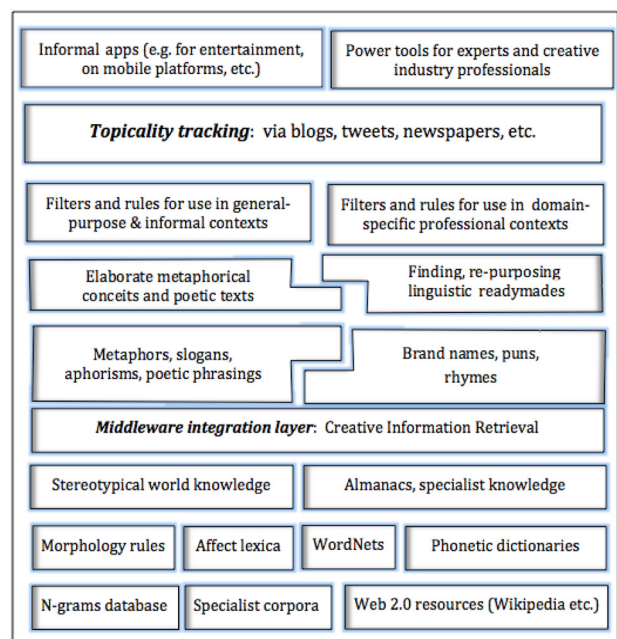 Informal apps (e.g. for entertainment,
on mobile platforms, etc.)
Power tools for experts and creative
industry professionals
Topicality tracking: via blogs, tweets, newspapers, etc.
Filters and rules for use in general-
purpose & informal contexts
Filters and rules for use in domain-
specific professional contexts
Elaborate metaphorical
conceits and poetic texts
Finding, re-purposing
linguistic readymades
Metaphors, slogans,
aphorisms, poetic phrasings
Brand names, puns,
rhymes
Middleware integration layer: Creative Information Retrieval
Stereotypical world knowledge
Almanacs, specialist knowledge
Morphology rules
Affect lexica
WordNets
Phonetic dictionaries
N-grams database
Specialist corpora
Web 2.0 resources (Wikipedia etc.)